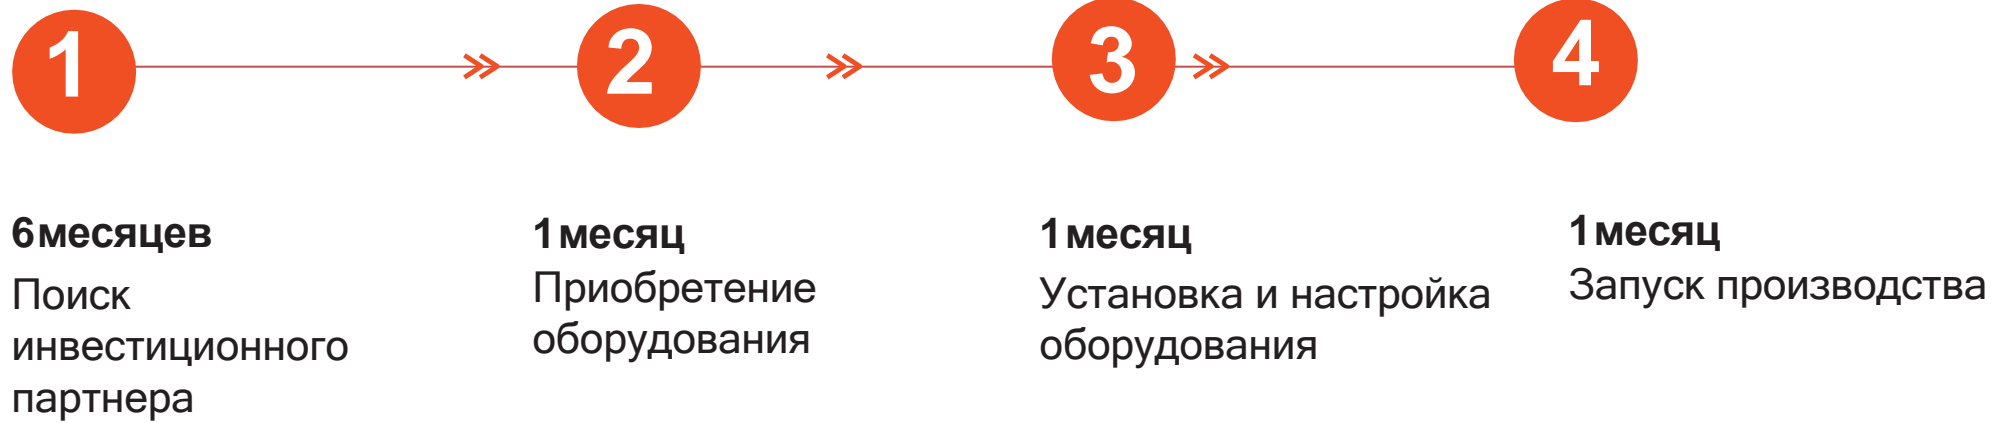 1
2
3
4
6 месяцев
Поиск
инвестиционного
партнера
1 месяц
Приобретение
оборудования
1 месяц
Установка и настройка
оборудования
1 месяц
Запуск производства